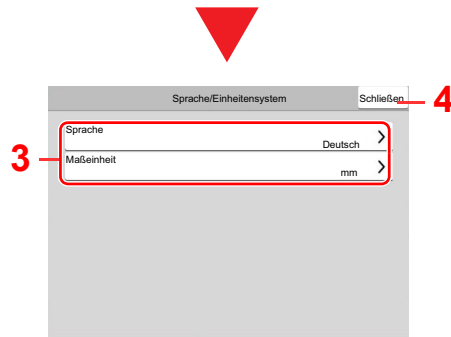 Sprache/Einheitensystem
Schließen
4
Sprache
Deutsch
3
Maßeinheit
mm